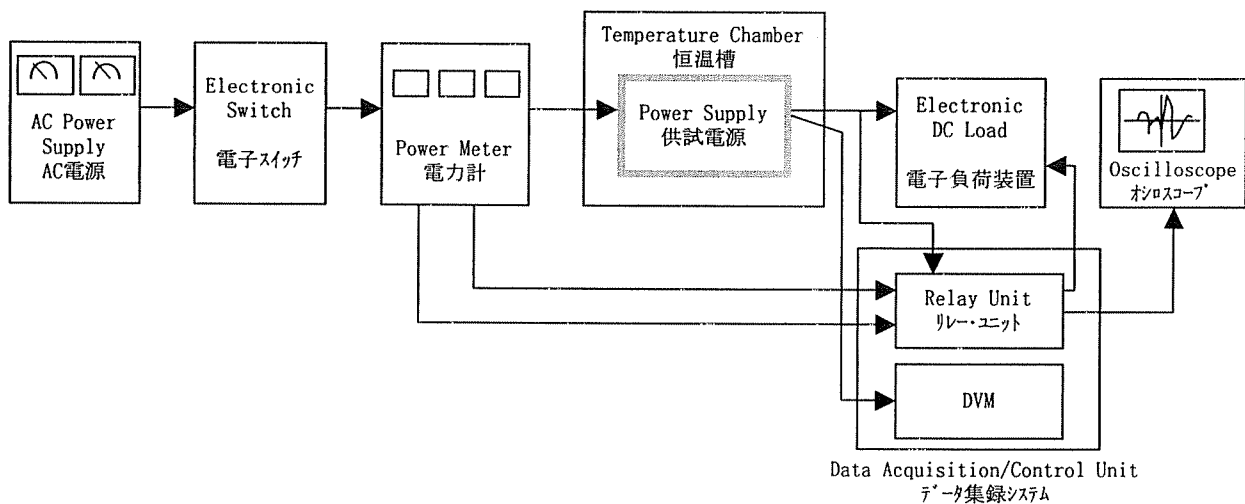 AC Power
Supply
AC電源
Electronic
Switch
電子スイッチ
Power Meter
電力計
Temperature Chamber
恒温槽
Power Supply
供試電源
Electronic
DC Load
電子負荷装置
Oscilloscope
オシロスコープ
Relay Unit
リレー・ユニット
DVM
Data Acquisition/Control Unit
データ集録システム